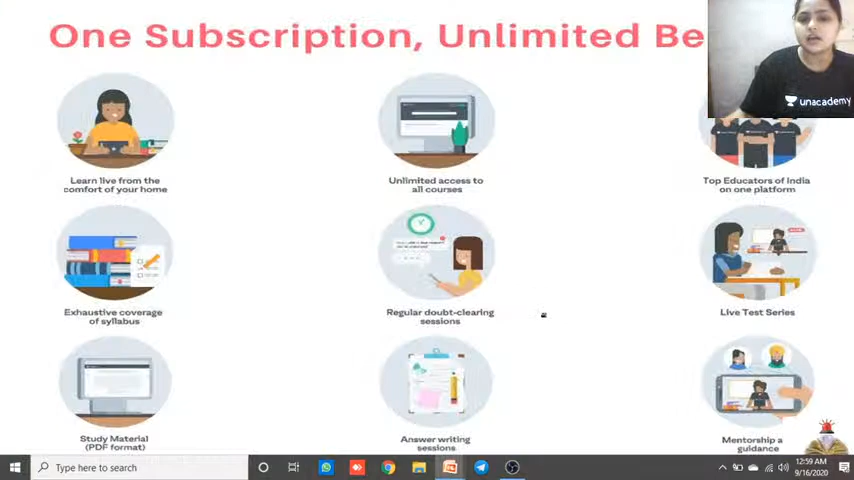 One Subscription, Unlimited Be
unacademy
Learn live from the
comfort of your home
Unlimited access to
all courses
Top Educators of India
on one platform
Exhaustive coverage
of syllabus
Regular doubt-clearing
sessions
Live Test Series
Study Material
(PDF format)
Answer writing
sessions
Mentorship a
guidance
Type here to search
12:59 AM
9/16/2020